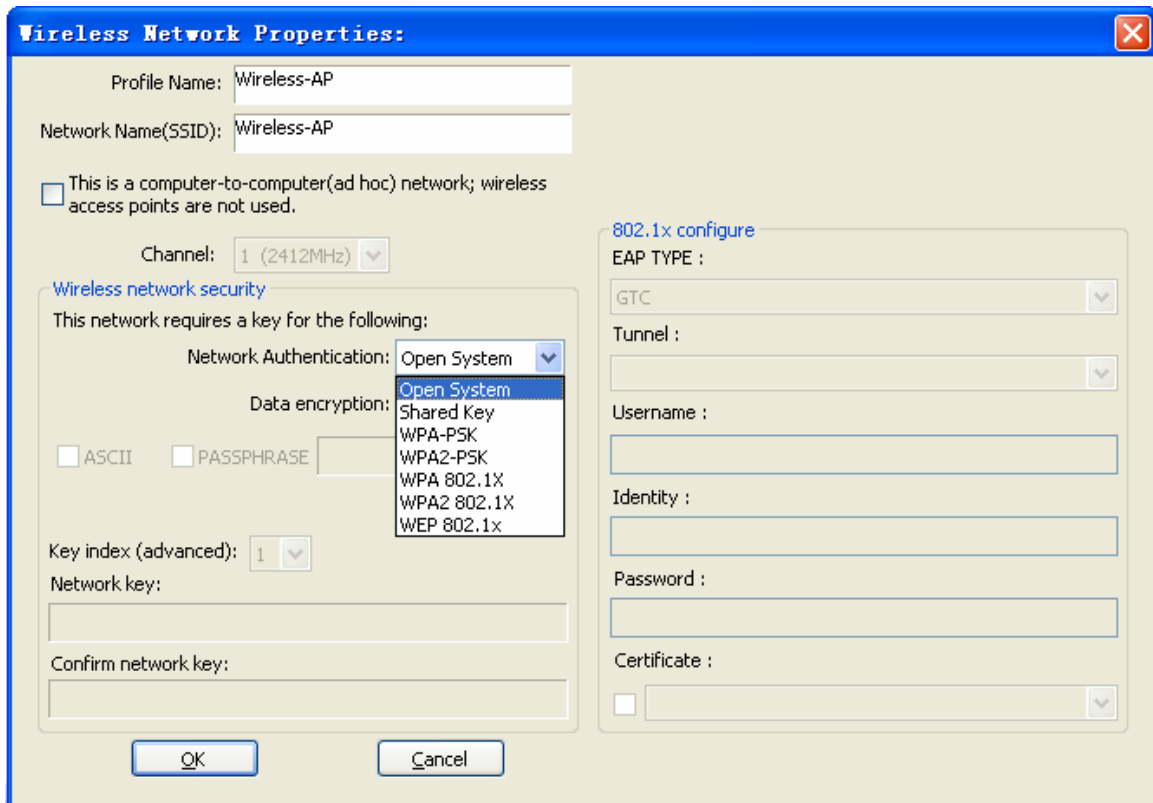 Wireless Network Properties:
Profile Name: Wireless-AP
Network Name(SSID): Wireless-AP
This is a computer-to-computer(ad hoc) network; wireless
access points are not used.
Channel: 1 (2412MHz)
Wireless network security
This network requires a key for the following:
Network Authentication: Open System
Open System
Shared Key
WPA-PSK
WPA2-PSK
WPA 802.1X
WPA2 802.1X
WEP 802.1x
Data encryption:
ASCII PASSPHRASE
Key index (advanced): 1
Network key:
Confirm network key:
802.1x configure
EAP TYPE :
GTC
Tunnel :
Username :
Identity :
Password :
Certificate :
OK Cancel